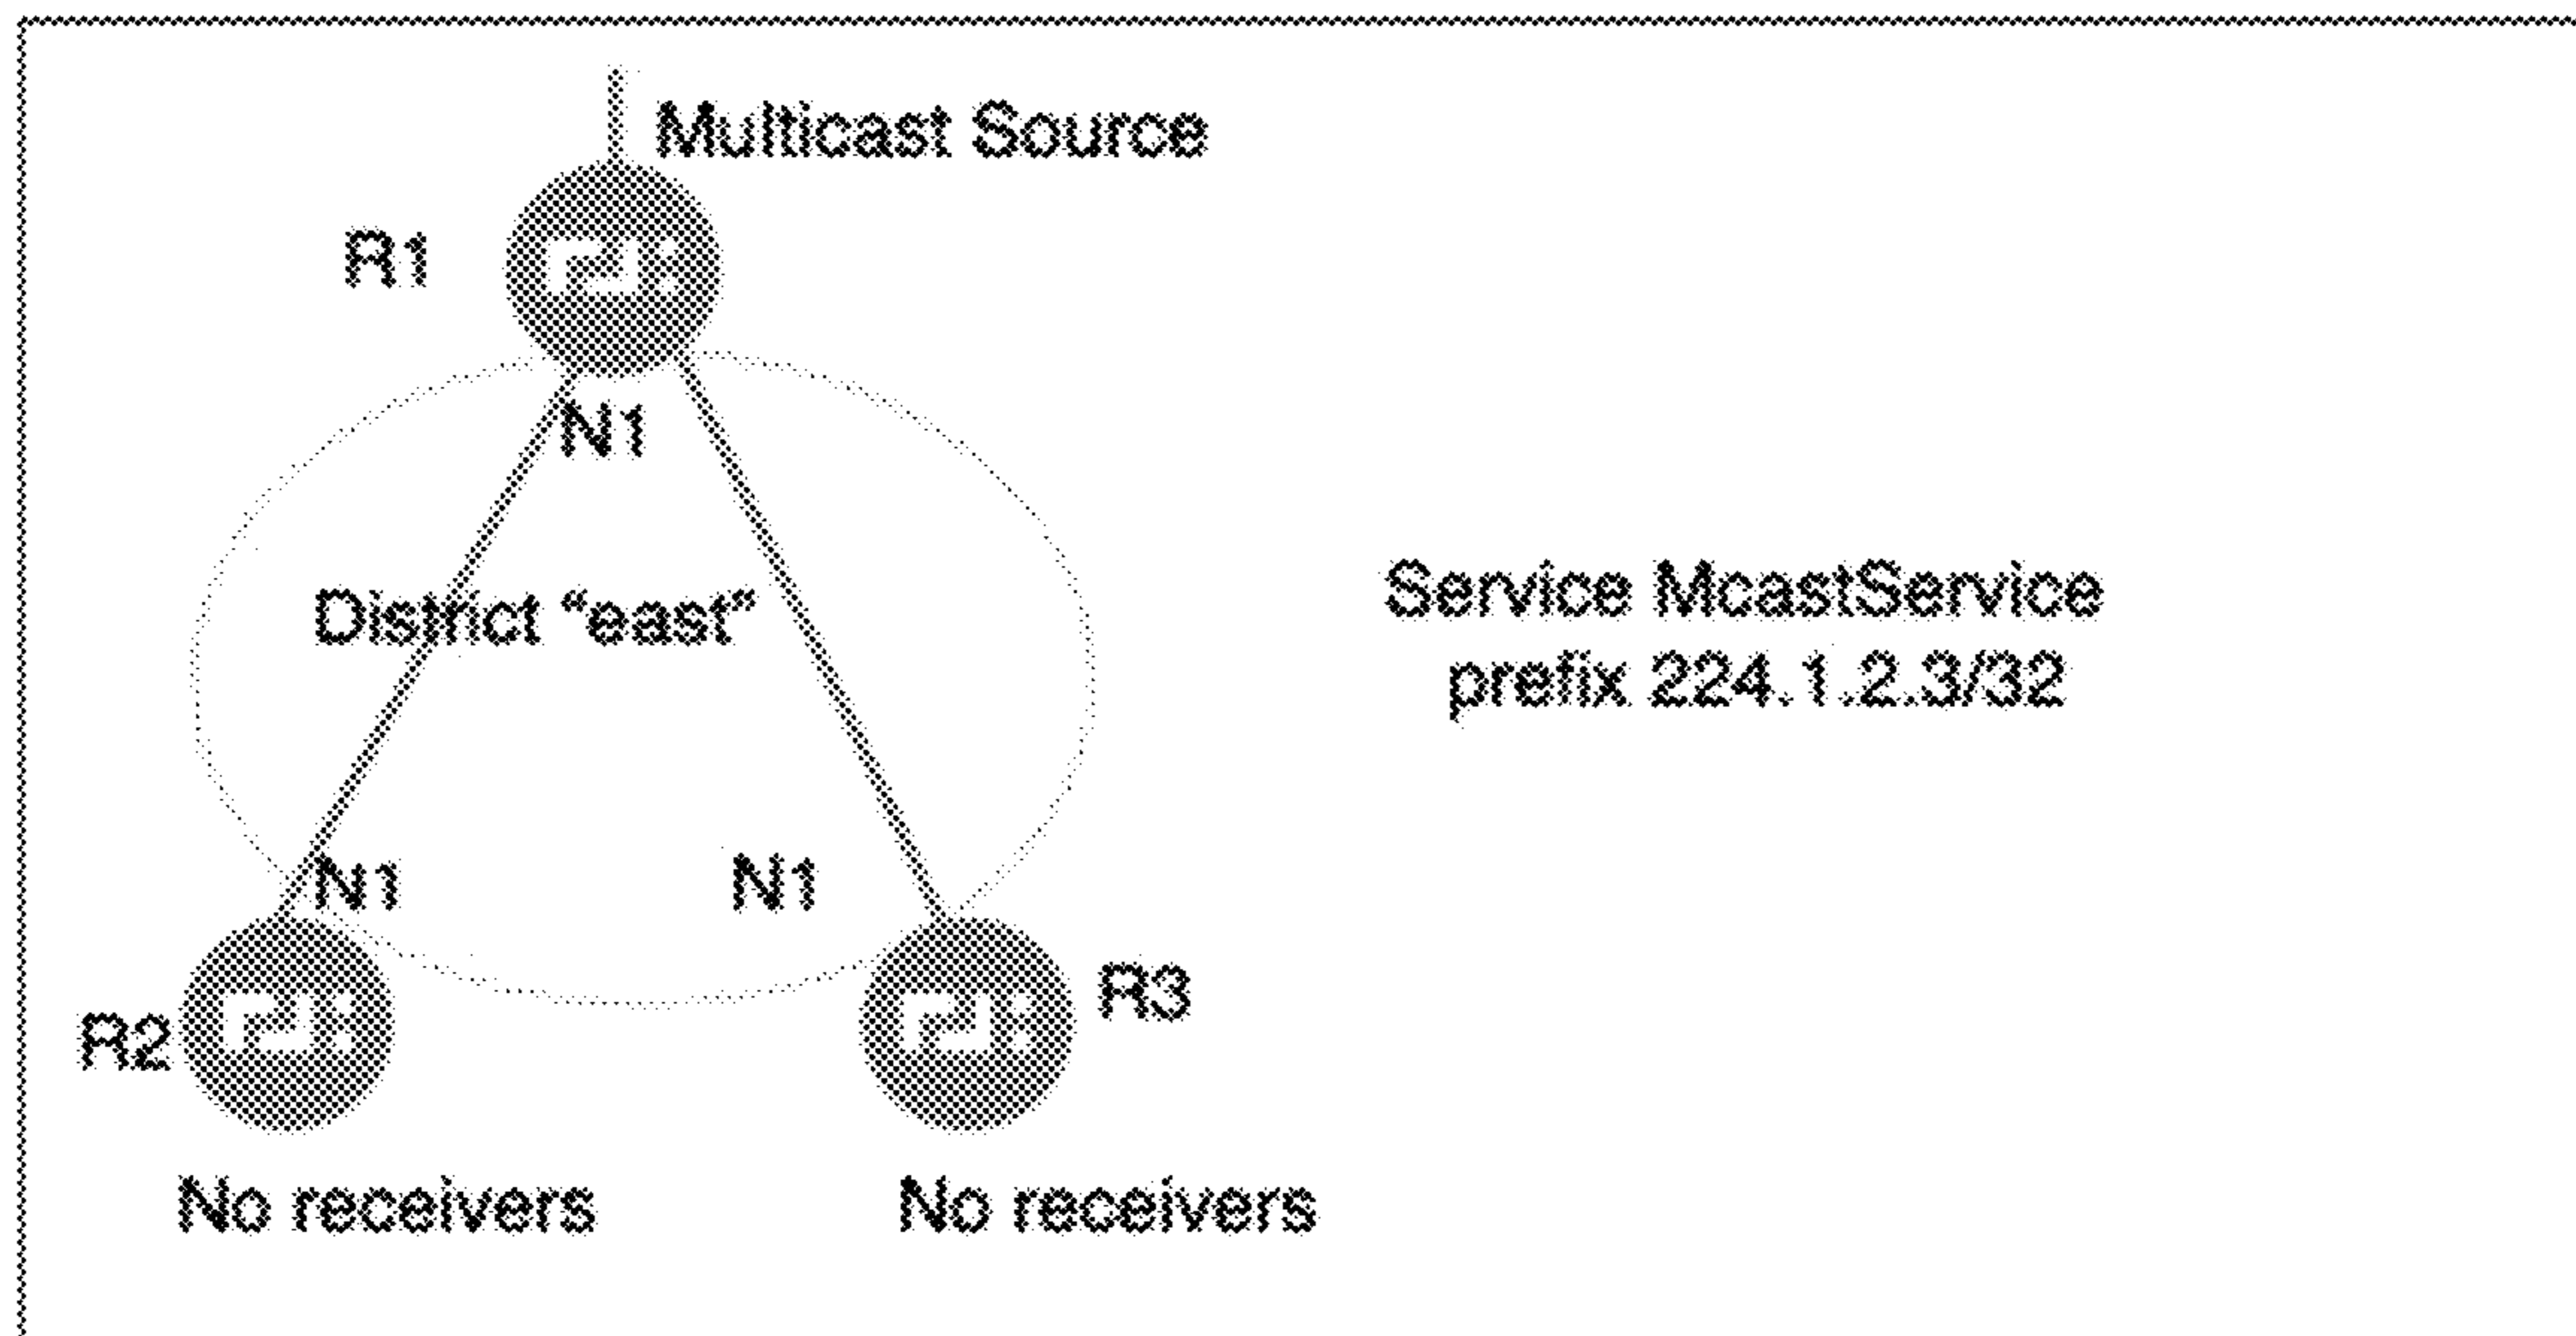 Multicast Source
R1
N1
District “east”
Service McastService
prefix 224.1.2.3/32
N1
N1
R2
R3
No receivers
No receivers